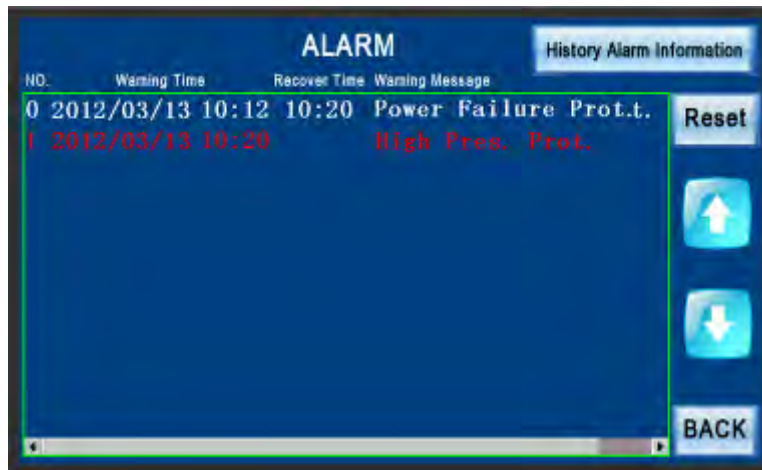 ALARM
History Alarm Information
NO. Warning Time Recover Time Warning Message
0 2012/03/13 10:12 10:20 Power Failure Prot.t.
1 2012/03/13 10:20 High Pres. Prot.
Reset
BACK